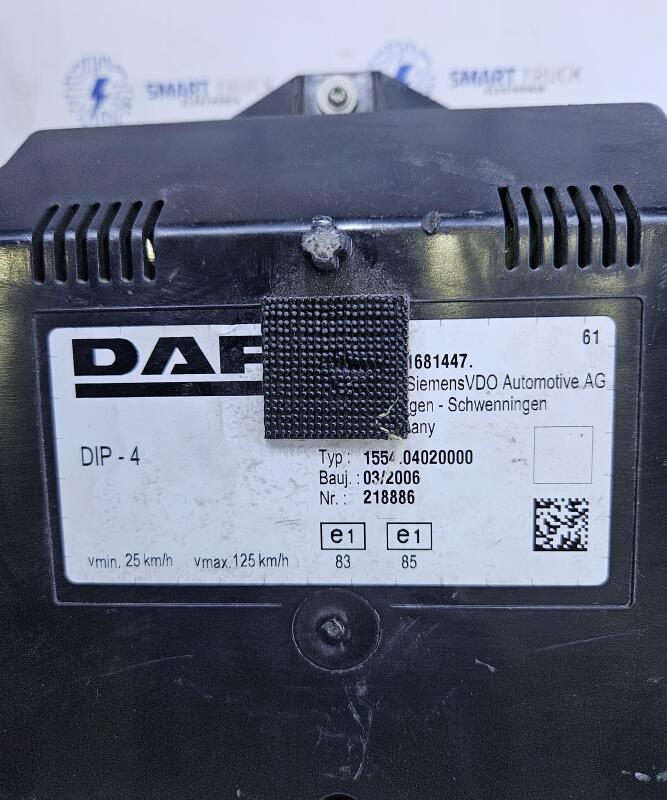 SMART TRUCK
SMART TRUCK
61
DAF
1681447.
SiemensVDO Automotive AG
gen - Schwenningen
any
DIP - 4
Typ : 1554.04020000
Bauj. : 03/2006
Nr. : 218886
e1 e1
vmin. 25 km/h vmax. 125 km/h 83 85